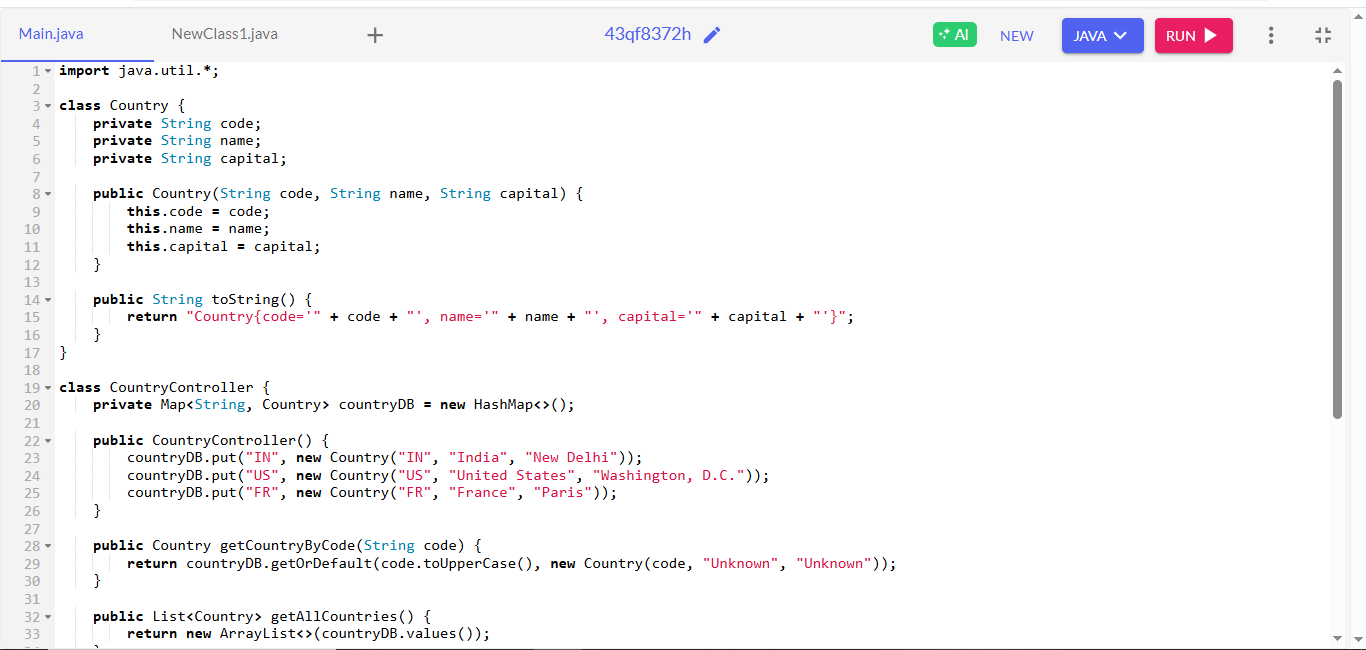 Main.java NewClass1.java + 43qf8372h AI NEW JAVA RUN
1 import java.util.*;
2
3 class Country {
4     private String code;
5     private String name;
6     private String capital;
7
8     public Country(String code, String name, String capital) {
9         this.code = code;
10         this.name = name;
11         this.capital = capital;
12     }
13
14     public String toString() {
15         return "Country{code='" + code + "', name='" + name + "', capital='" + capital + "'}";
16     }
17 }
18
19 class CountryController {
20     private Map<String, Country> countryDB = new HashMap<>();
21
22     public CountryController() {
23         countryDB.put("IN", new Country("IN", "India", "New Delhi"));
24         countryDB.put("US", new Country("US", "United States", "Washington, D.C."));
25         countryDB.put("FR", new Country("FR", "France", "Paris"));
26     }
27
28     public Country getCountryByCode(String code) {
29         return countryDB.getOrDefault(code.toUpperCase(), new Country(code, "Unknown", "Unknown"));
30     }
31
32     public List<Country> getAllCountries() {
33         return new ArrayList<>(countryDB.values());